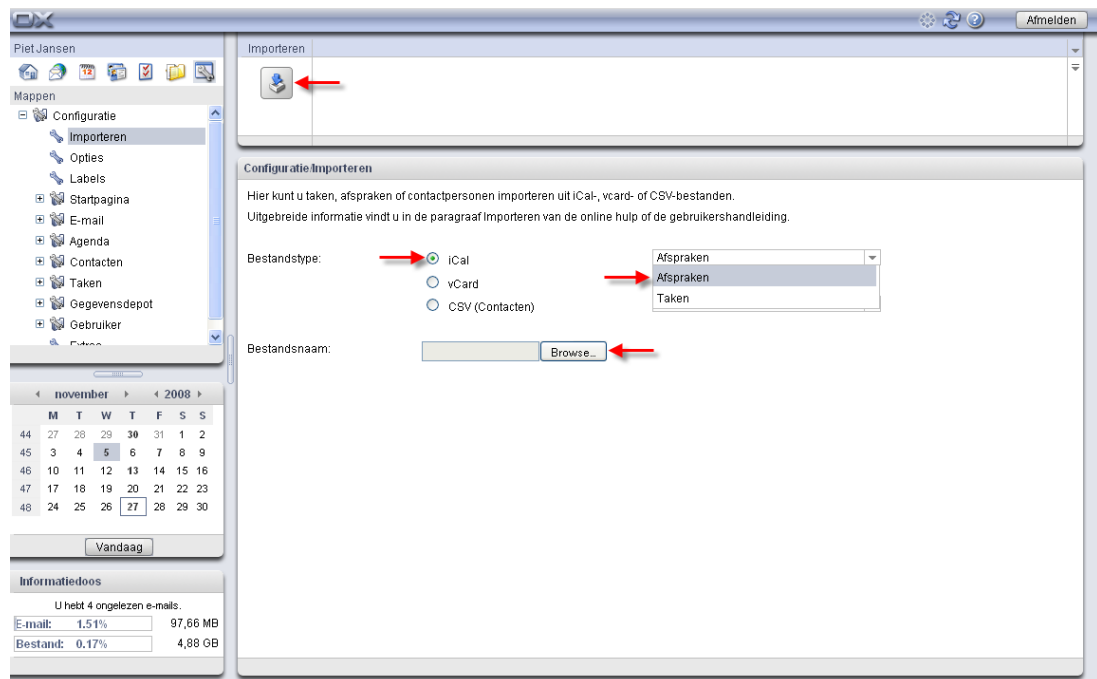 OX
Afmelden
Piet Jansen
12
Mappen
Configuratie
Importeren
Opties
Labels
Startpagina
E-mail
Agenda
Contacten
Taken
Gegevensdepot
Gebruiker
Extras
november 2008
M T W T F S S
44 27 28 29 30 31 1 2
45 3 4 5 6 7 8 9
46 10 11 12 13 14 15 16
47 17 18 19 20 21 22 23
48 24 25 26 27 28 29 30
Vandaag
Informatiedoos
U hebt 4 ongelezen e-mails.
E-mail: 1.51% 97,66 MB
Bestand: 0.17% 4,88 GB
Importeren
Configuratie/Importeren
Hier kunt u taken, afspraken of contactpersonen importeren uit iCal-, vcard- of CSV-bestanden.
Uitgebreide informatie vindt u in de paragraaf Importeren van de online hulp of de gebruikershandleiding.
Bestandstype:
iCal
vCard
CSV (Contacten)
Afspraken
Afspraken
Taken
Bestandsnaam:
Browse...